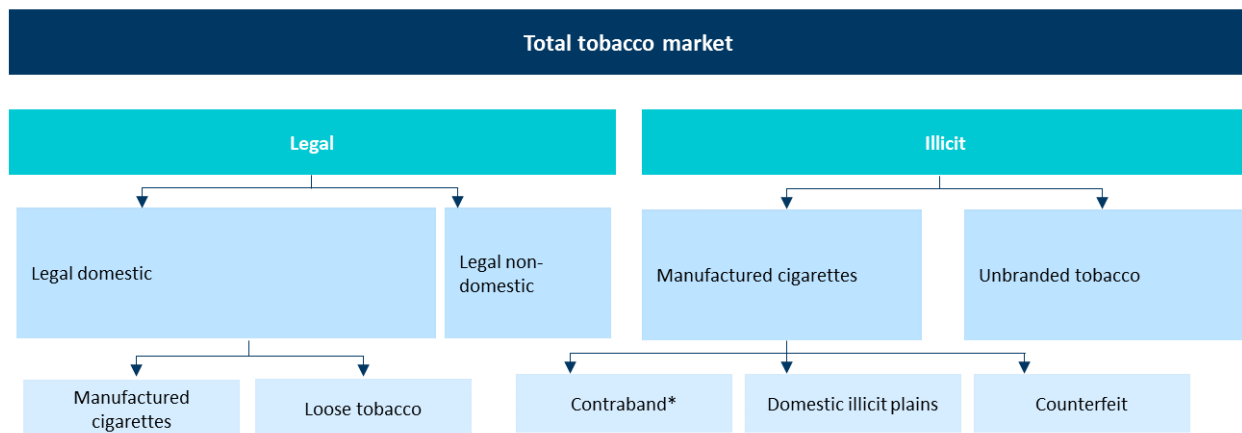 Total tobacco market
Legal
Illicit
Legal domestic
Legal non-
domestic
Manufactured cigarettes
Unbranded tobacco
Manufactured
cigarettes
Loose tobacco
Contraband*
Domestic illicit plains
Counterfeit